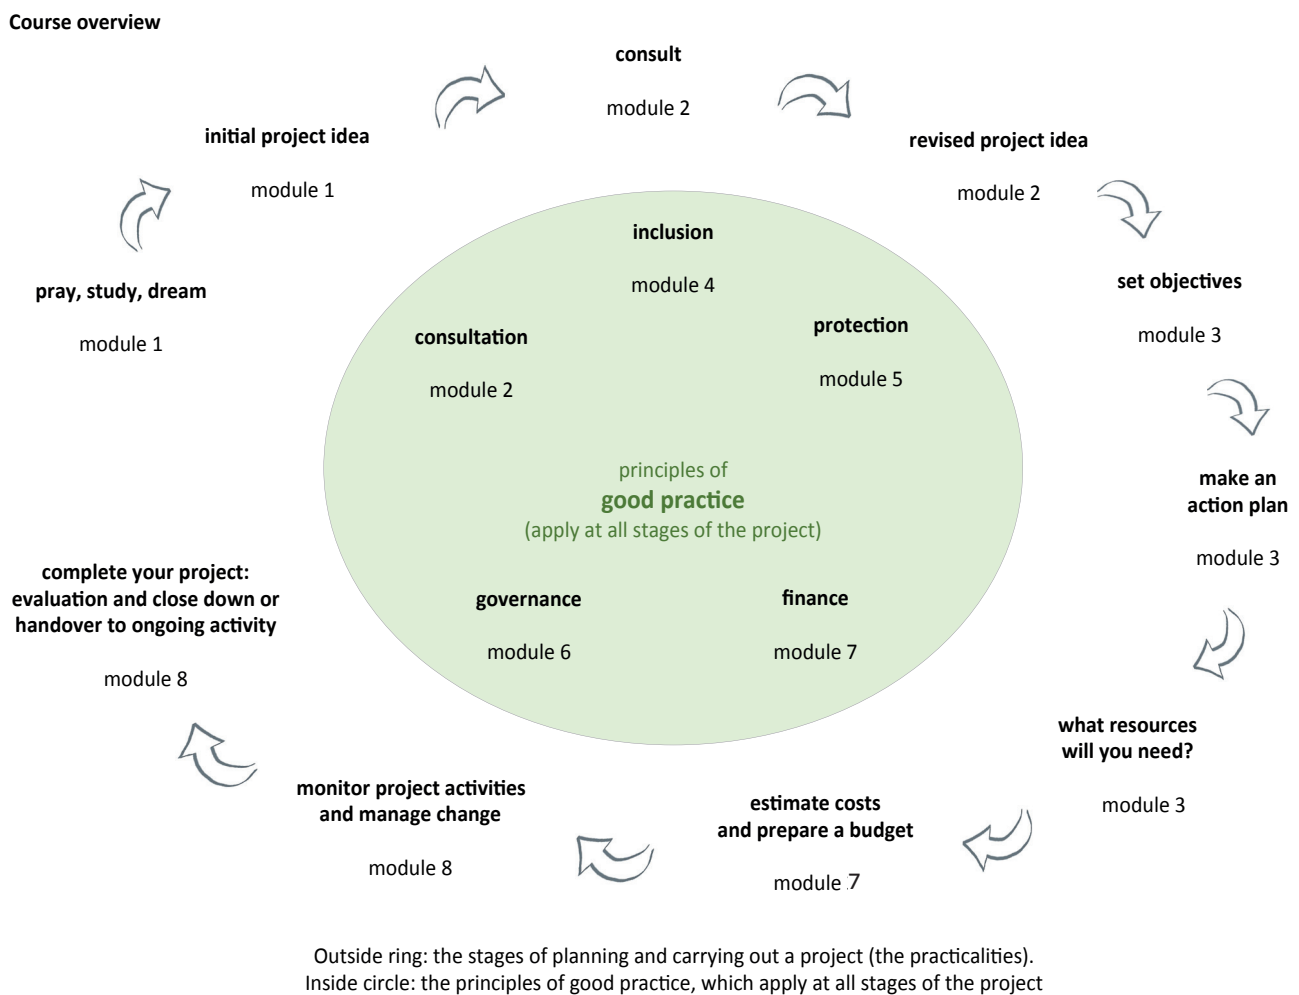 Course overview
consult
module 2
initial project idea
module 1
revised project idea
module 2
pray, study, dream
module 1
set objectives
module 3
make an
action plan
module 3
what resources
will you need?
module 3
estimate costs
and prepare a budget
module 7
monitor project activities
and manage change
module 8
complete your project:
evaluation and close down or
handover to ongoing activity
module 8
inclusion
module 4
consultation
module 2
protection
module 5
principles of
good practice
(apply at all stages of the project)
governance
module 6
finance
module 7
Outside ring: the stages of planning and carrying out a project (the practicalities).
Inside circle: the principles of good practice, which apply at all stages of the project